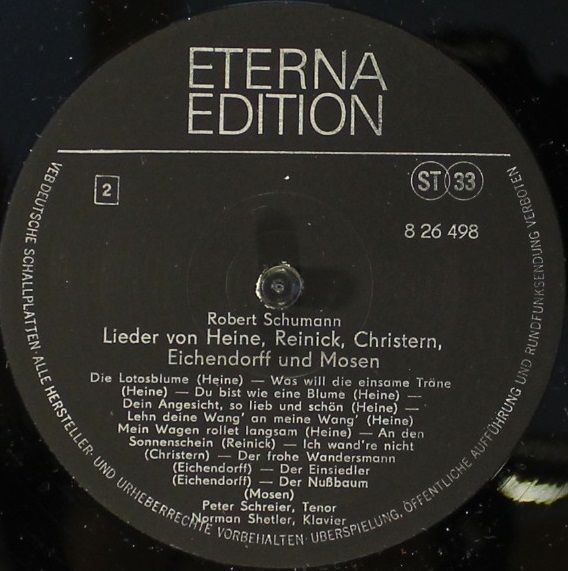 ETERNA
EDITION
2
ST 33
8 26 498
Robert Schumann
Lieder von Heine, Reinick, Christern,
Eichendorff und Mosen
Die Lotosblume (Heine) — Was will die einsame Träne
(Heine) — Du bist wie eine Blume (Heine) —
Dein Angesicht, so lieb und schön (Heine) —
Lehn deine Wang' an meine Wang' (Heine)
Mein Wagen rollet langsam (Heine) — An den
Sonnenschein (Reinick) — Ich wand're nicht
(Christern) — Der frohe Wandersmann
(Eichendorff) — Der Einsiedler
(Eichendorff) — Der Nußbaum
(Mosen)
Peter Schreier, Tenor
Norman Shetler, Klavier
VEB DEUTSCHE SCHALLPLATTEN · ALLE HERSTELLER- UND URHEBERRECHTE VORBEHALTEN · ÜBERSPIELUNG, ÖFFENTLICHE AUFFÜHRUNG UND RUNDFUNKSENDUNG VERBOTEN